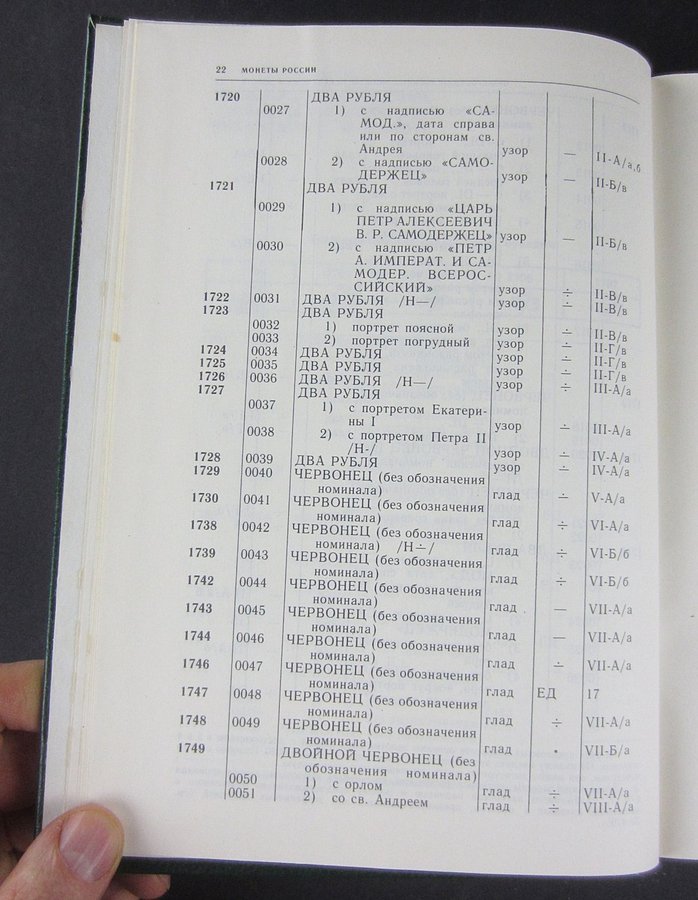 22 МОНЕТЫ РОССИИ
1720 ДВА РУБЛЯ
0027 1) с надписью «СА-
МОД.», дата справа
или по сторонам св.
Андрея узор — II-А/а,б
0028 2) с надписью «САМО-
ДЕРЖЕЦ» узор — II-Б/в
1721 ДВА РУБЛЯ
0029 1) с надписью «ЦАРЬ
ПЕТР АЛЕКСЕЕВИЧ
В. Р. САМОДЕРЖЕЦ» узор — II-Б/в
0030 2) с надписью «ПЕТР
А. ИМПЕРАТ. И СА-
МОДЕР. ВСЕРОС-
СИЙСКИЙ» узор ÷ II-В/в
1722 0031 ДВА РУБЛЯ /Н—/ узор ∸ II-В/в
1723 ДВА РУБЛЯ
0032 1) портрет поясной узор ∸ II-В/в
0033 2) портрет погрудный узор ∸ II-Г/в
1724 0034 ДВА РУБЛЯ узор ∸ II-Г/в
1725 0035 ДВА РУБЛЯ узор ∸ II-Г/в
1726 0036 ДВА РУБЛЯ /Н—/ узор ÷ III-А/а
1727 ДВА РУБЛЯ
0037 1) с портретом Екатери-
ны I узор ∸ III-А/а
0038 2) с портретом Петра II
/Н-/ узор ∸ IV-А/а
1728 0039 ДВА РУБЛЯ узор ∸ IV-А/а
1729 0040 ЧЕРВОНЕЦ (без обозначения
номинала) глад ∸ V-А/а
1730 0041 ЧЕРВОНЕЦ (без обозначения
номинала) глад ÷ VI-А/а
1738 0042 ЧЕРВОНЕЦ (без обозначения
номинала) /Н∸/ глад ÷ VI-Б/б
1739 0043 ЧЕРВОНЕЦ (без обозначения
номинала) глад ÷ VI-Б/б
1742 0044 ЧЕРВОНЕЦ (без обозначения
номинала) глад — VII-А/а
1743 0045 ЧЕРВОНЕЦ (без обозначения
номинала) глад — VII-А/а
1744 0046 ЧЕРВОНЕЦ (без обозначения
номинала) глад ∸ VII-А/а
1746 0047 ЧЕРВОНЕЦ (без обозначения
номинала) глад ЕД 17
1747 0048 ЧЕРВОНЕЦ (без обозначения
номинала) глад ÷ VII-А/а
1748 0049 ЧЕРВОНЕЦ (без обозначения
номинала) глад • VII-Б/а
1749 ДВОЙНОЙ ЧЕРВОНЕЦ (без
обозначения номинала)
0050 1) с орлом глад ÷ VII-А/а
0051 2) со св. Андреем глад ÷ VIII-А/а